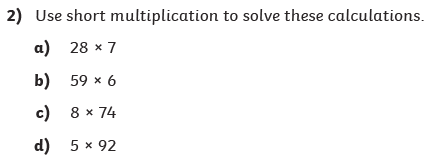 2) Use short multiplication to solve these calculations.
a) 28 × 7
b) 59 × 6
c) 8 × 74
d) 5 × 92